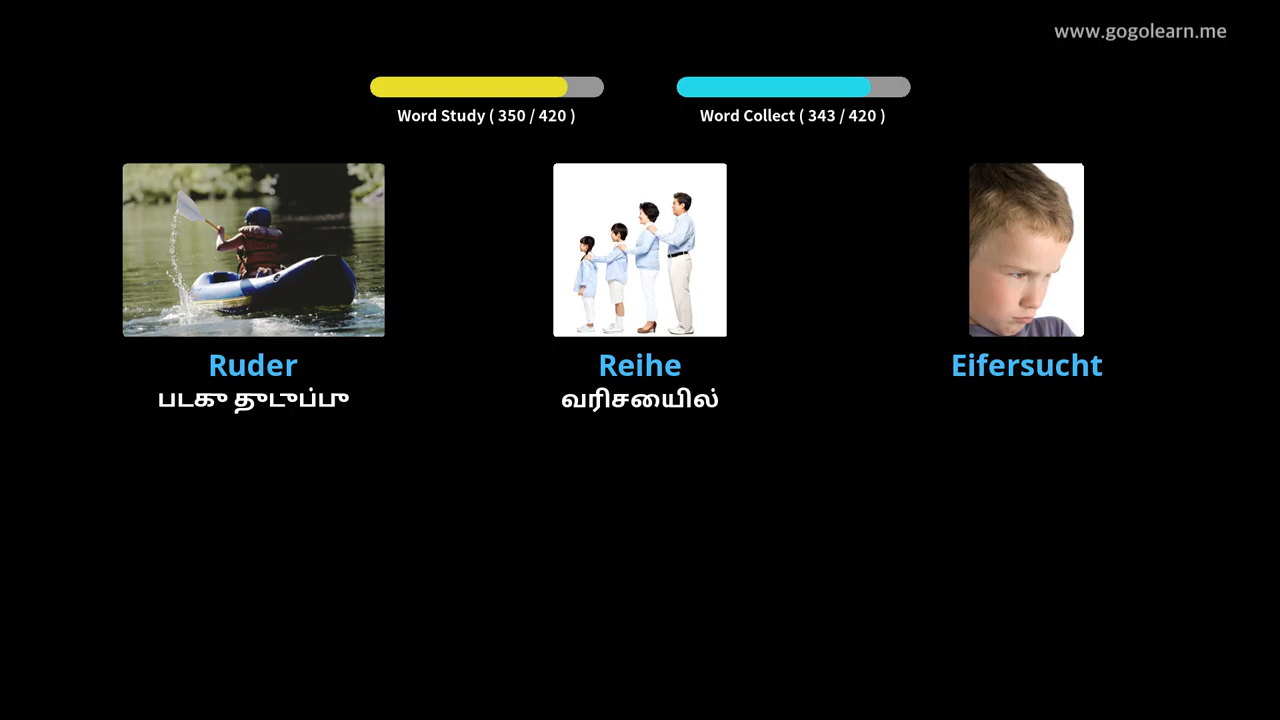 www.gogolearn.me
Word Study ( 350 / 420 )
Word Collect ( 343 / 420 )
Ruder
படகு துடுப்பு
Reihe
வரிசையில்
Eifersucht